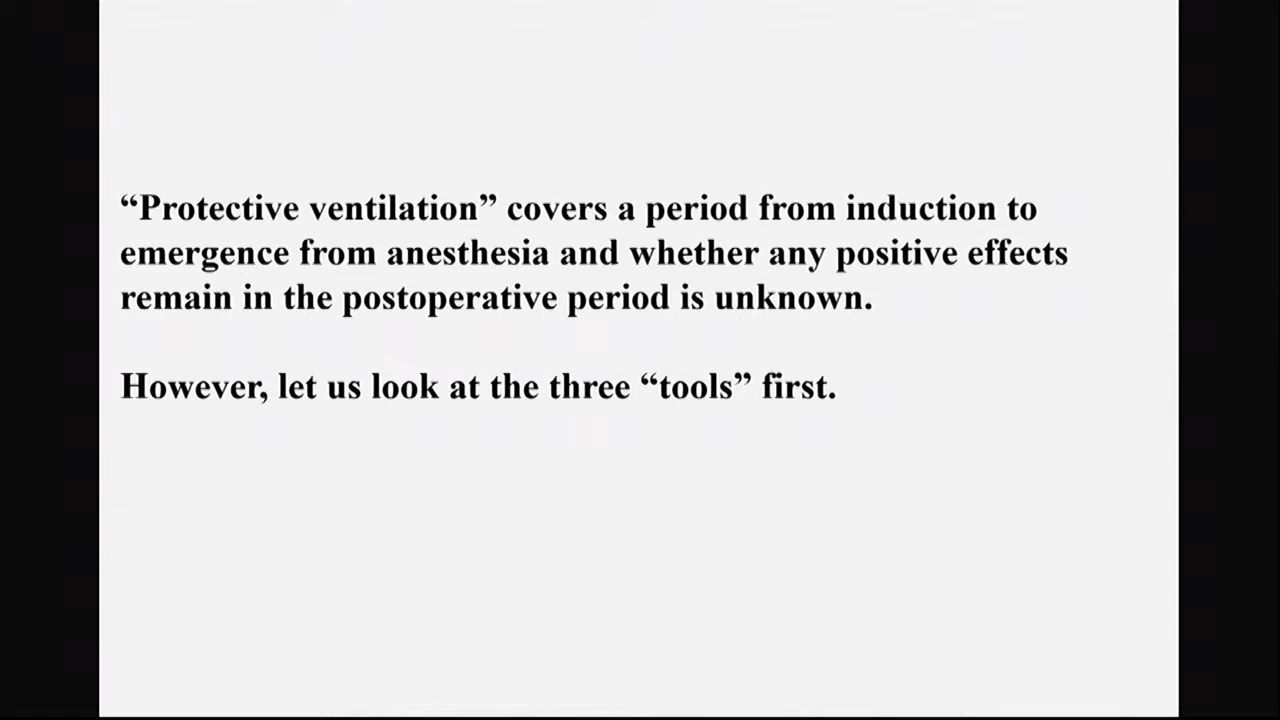 “Protective ventilation” covers a period from induction to
emergence from anesthesia and whether any positive effects
remain in the postoperative period is unknown.
However, let us look at the three “tools” first.